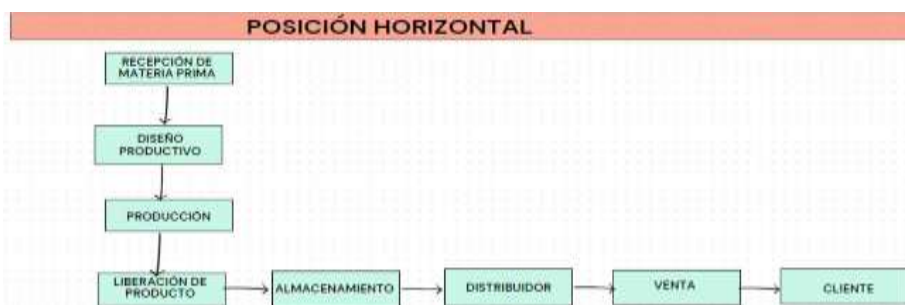 POSICIÓN HORIZONTAL
RECEPCIÓN DE
MATERIA PRIMA
DISEÑO
PRODUCTIVO
PRODUCCIÓN
LIBERACIÓN DE
PRODUCTO
ALMACENAMIENTO
DISTRIBUIDOR
VENTA
CLIENTE